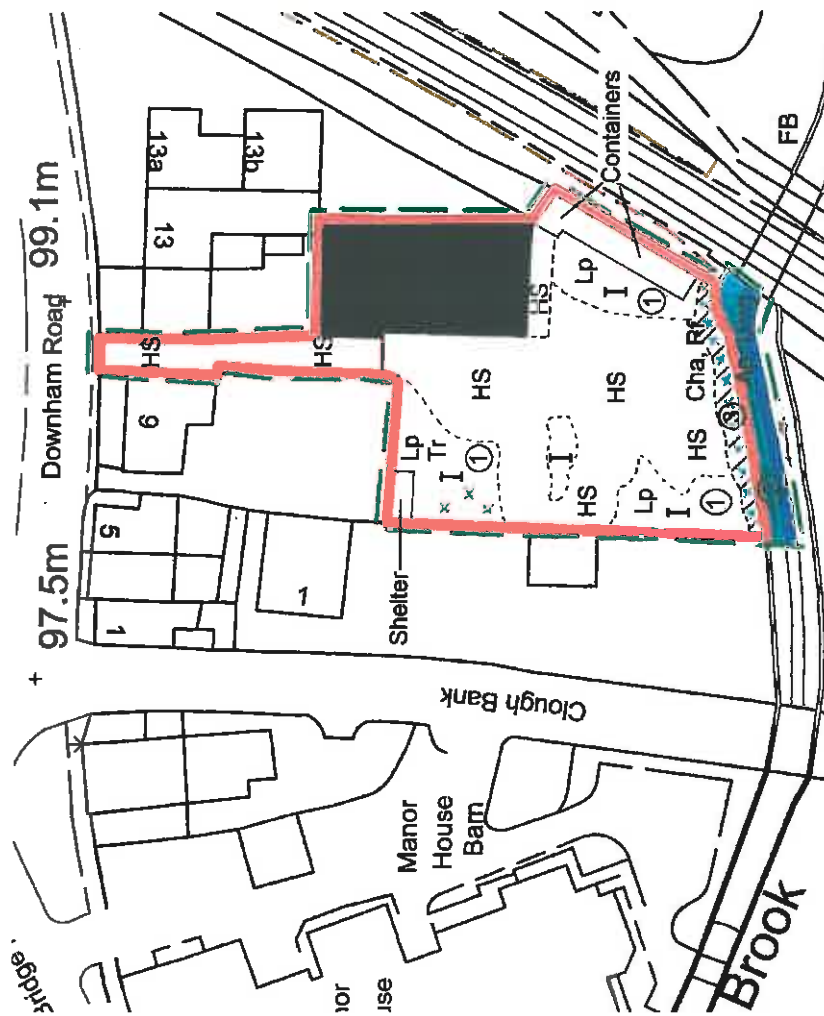 Downham Road
99.1m
97.5m
13a
13b
13
9
5
1
1
HS
HS
HS
HS
HS
HS
HS
Containers
FB
Lp
I
1
Cha, Rf
8
Lp
Tr
I
1
I
Lp
I
1
Shelter
Clough Bank
Manor
House
Barn
Bridge
Brook